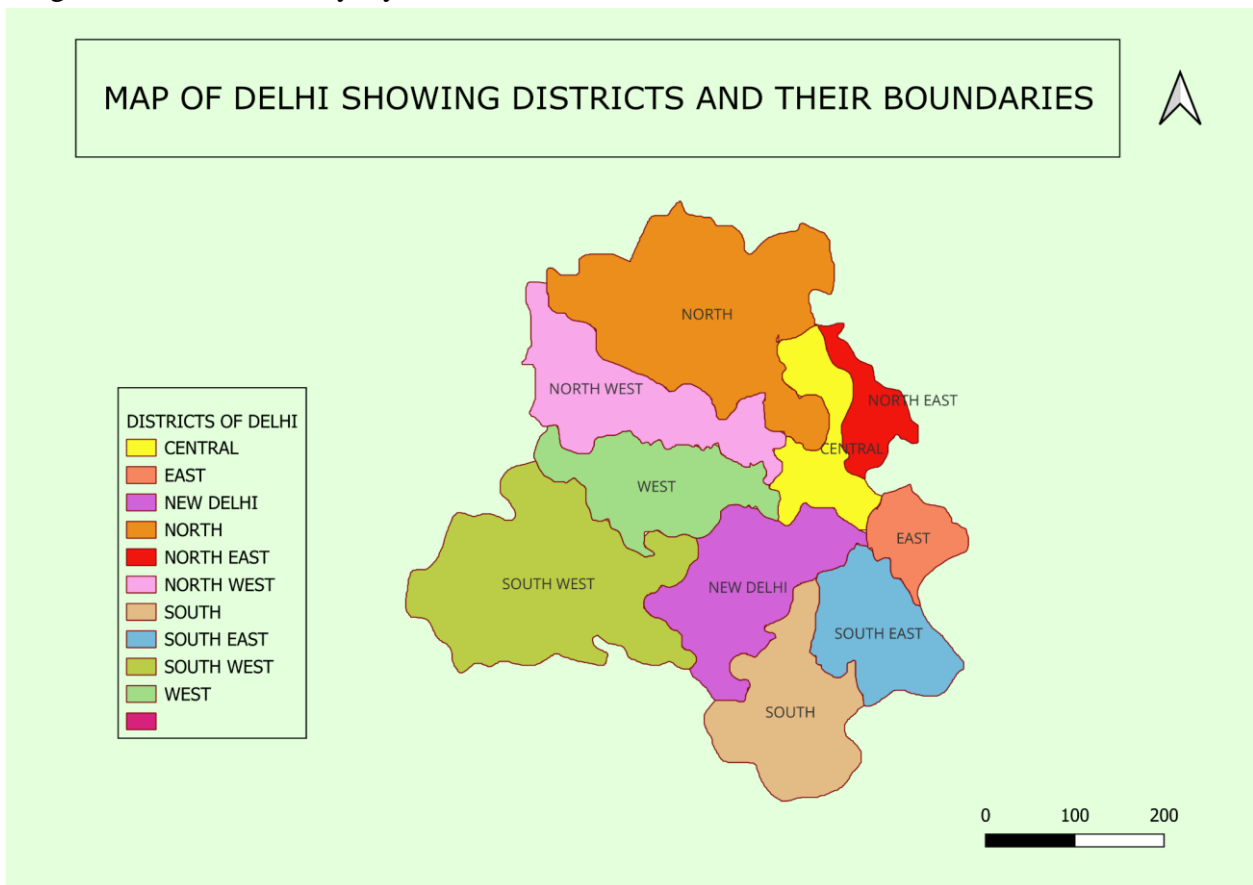 MAP OF DELHI SHOWING DISTRICTS AND THEIR BOUNDARIES
NORTH
NORTH WEST
NORTH EAST
CENTRAL
WEST
EAST
SOUTH WEST
NEW DELHI
SOUTH EAST
SOUTH
DISTRICTS OF DELHI
CENTRAL
EAST
NEW DELHI
NORTH
NORTH EAST
NORTH WEST
SOUTH
SOUTH EAST
SOUTH WEST
WEST
0 100 200